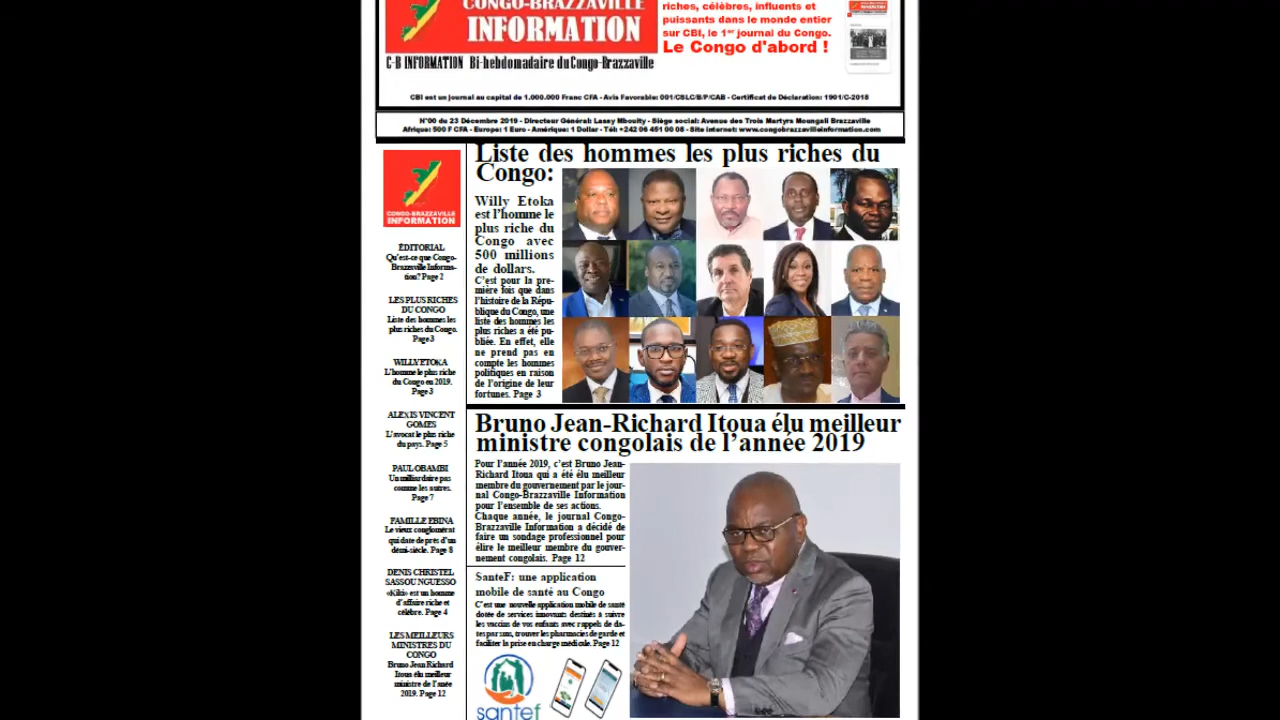 CONGO-BRAZZAVILLE
INFORMATION
C-B INFORMATION Bi-hebdomadaire du Congo-Brazzaville
riches, célèbres, influents et
puissants dans le monde entier
sur CBI, le 1er journal du Congo.
Le Congo d'abord !
CBI est un journal au capital de 1.000.000 Franc CFA - Avis Favorable: 001/CSLC/B/P/CAB - Certificat de Déclaration: 1901/C-2018
N°00 du 23 Décembre 2019 - Directeur Général: Lassy Mbouity - Siège social: Avenue des Trois Martyrs Moungali Brazzaville
Afrique: 500 F CFA - Europe: 1 Euro - Amérique: 1 Dollar - Tél: +242 06 451 00 08 - Site internet: www.congobrazzavilleinformation.com
CONGO-BRAZZAVILLE
INFORMATION
ÉDITORIAL
Qu'est-ce que Congo-
Brazzaville Informa-
tion? Page 2
LES PLUS RICHES
DU CONGO
Liste des hommes les
plus riches du Congo.
Page 3
WILLY ETOKA
L'homme le plus riche
du Congo en 2019.
Page 3
ALEXIS VINCENT
GOMES
L'avocat le plus riche
du pays. Page 5
PAUL OBAMBI
Un milliardaire pas
comme les autres.
Page 7
FAMILLE EBINA
Le vieux conglomérat
qui date de près d'un
demi-siècle. Page 8
DENIS CHRISTEL
SASSOU NGUESSO
«Kiki» est un homme
d'affaire riche et
célèbre. Page 4
LES MEILLEURS
MINISTRES DU
CONGO
Bruno Jean Richard
Itoua élu meilleur
ministre de l'anée
2019. Page 12
Liste des hommes les plus riches du
Congo:
Willy Etoka
est l'homme le
plus riche du
Congo avec
500 millions
de dollars.
C'est pour la pre-
mière fois que dans
l'histoire de la Répu-
blique du Congo, une
liste des hommes les
plus riches a été pu-
bliée. En effet, elle
ne prend pas en
compte les hommes
politiques en raison
de l'origine de leur
fortunes. Page 3
Bruno Jean-Richard Itoua élu meilleur
ministre congolais de l'année 2019
Pour l'année 2019, c'est Bruno Jean-
Richard Itoua qui a été élu meilleur
membre du gouvernement par le jour-
nal Congo-Brazzaville Information
pour l'ensemble de ses actions.
Chaque année, le journal Congo-
Brazzaville Information a décidé de
faire un sondage professionnel pour
élire le meilleur membre du gouver-
nement congolais. Page 12
SanteF: une application
mobile de santé au Congo
C'est une nouvelle application mobile de santé
dotée de services innovants destinés à suivre
les vaccins de vos enfants avec rappels de da-
tes par sms, trouver les pharmacies de garde et
faciliter la prise en charge médicale. Page 12
santef